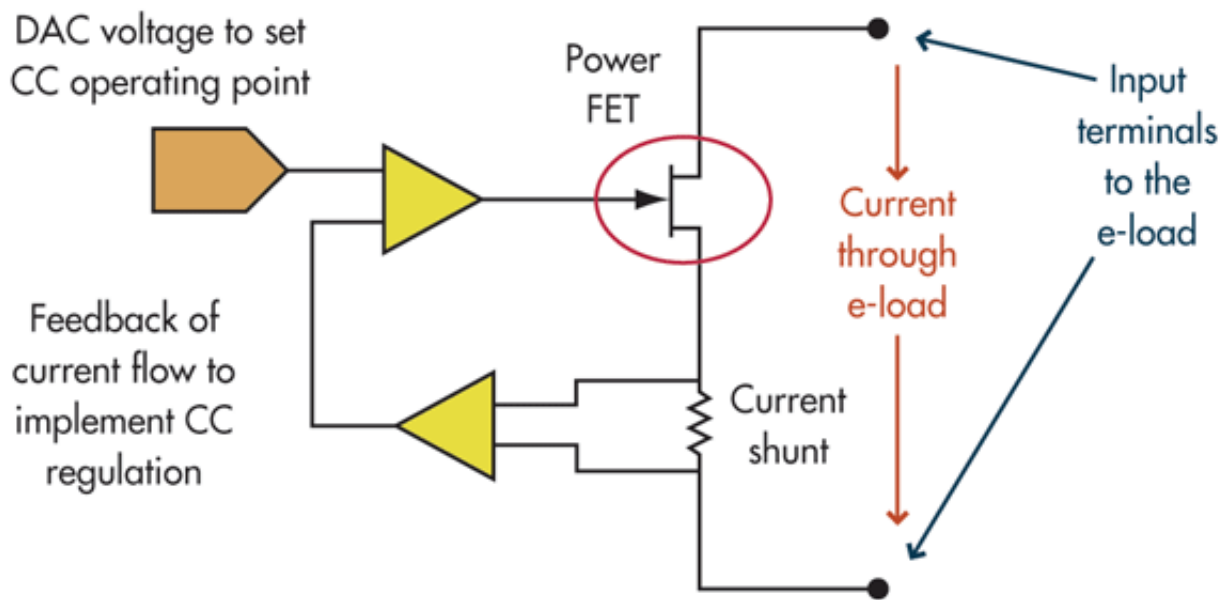 DAC voltage to set
CC operating point
Power
FET
Input
terminals
to the
e-load
Current
through
e-load
Feedback of
current flow to
implement CC
regulation
Current
shunt